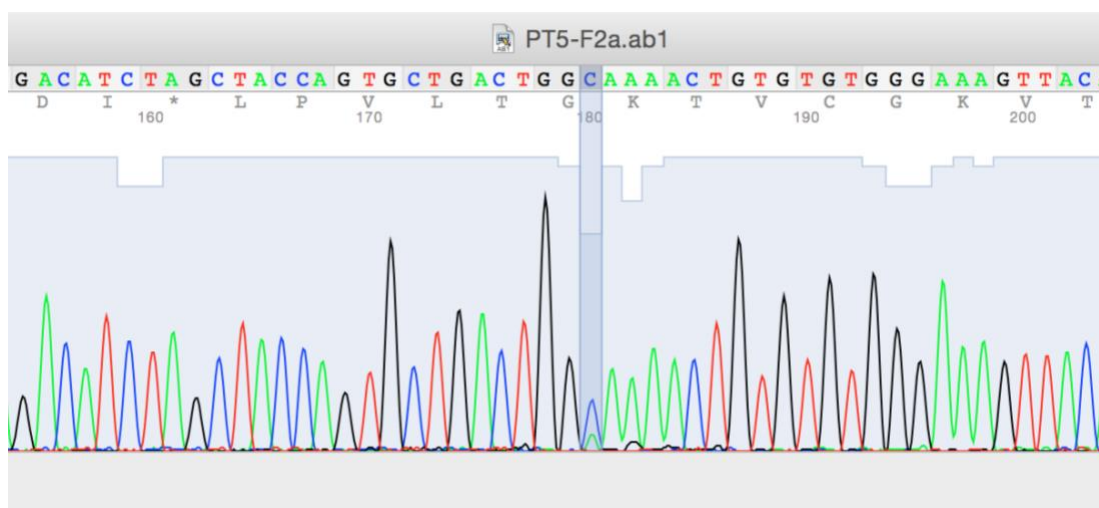 PT5-F2a.ab1
G A C A T C T A G C T A C C A G T G C T G A C T G G C A A A A C T G T G T G T G G G A A A G T T A C
D I * L P V L T G K T V C G K V T
160 170 180 190 200